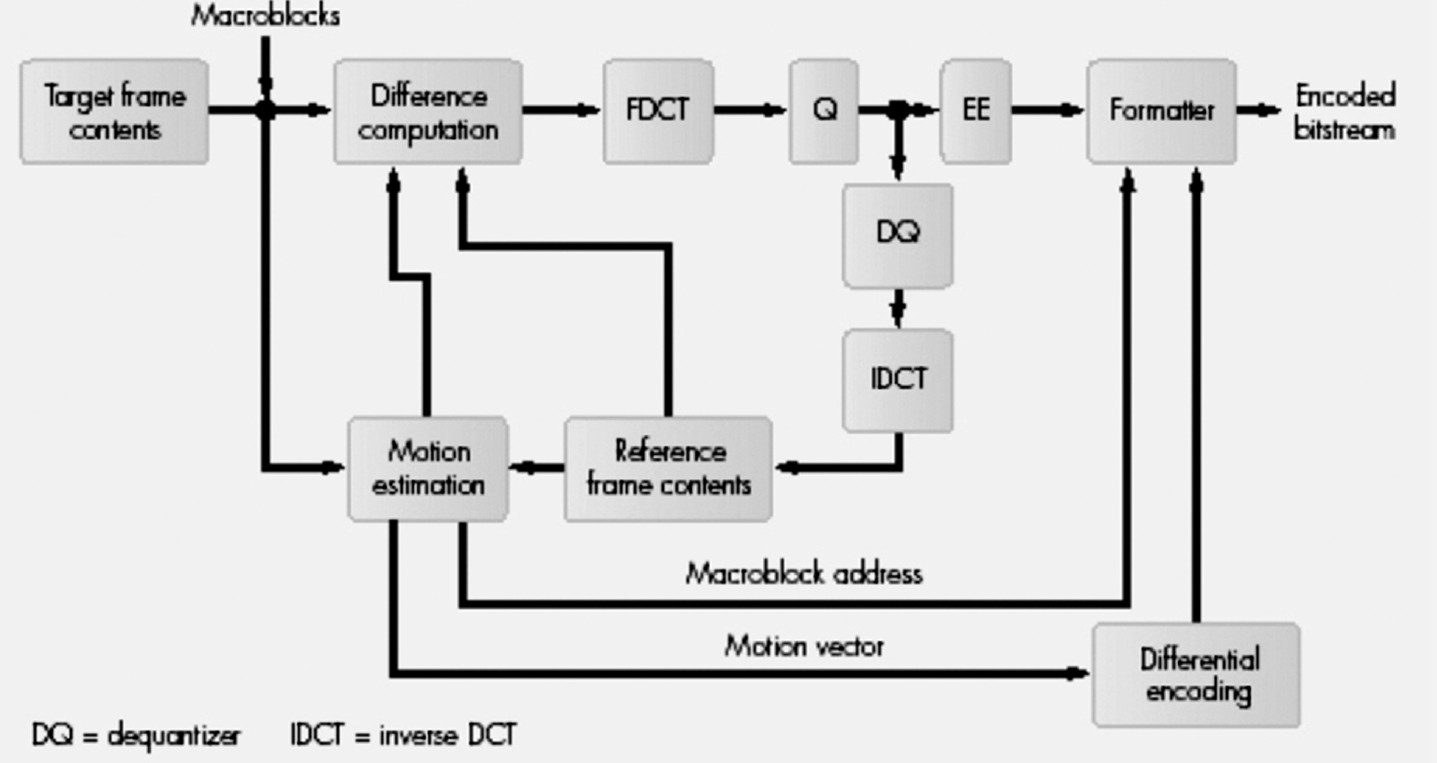 Macroblocks
Target frame
contents
Difference
computation
FDCT
Q
EE
Formatter
Encoded
bitstream
DQ
IDCT
Motion
estimation
Reference
frame contents
Macroblock address
Motion vector
Differential
encoding
DQ = dequantizer IDCT = inverse DCT